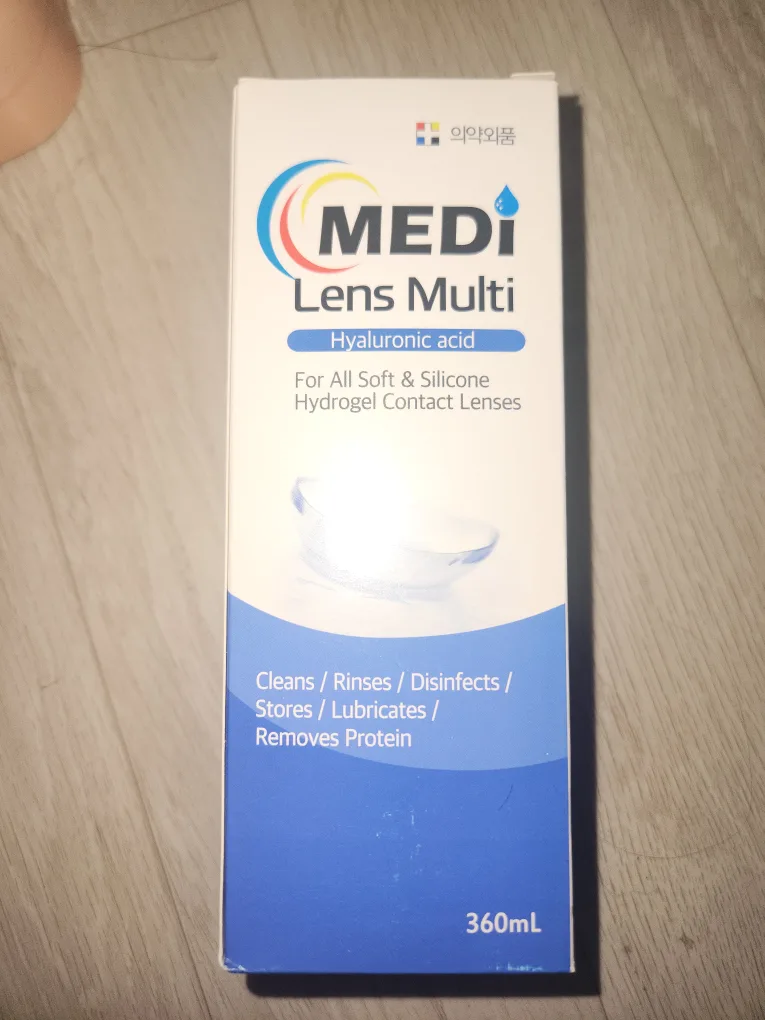 의약외품
MEDi
Lens Multi
Hyaluronic acid
For All Soft & Silicone
Hydrogel Contact Lenses
Cleans / Rinses / Disinfects /
Stores / Lubricates /
Removes Protein
360mL